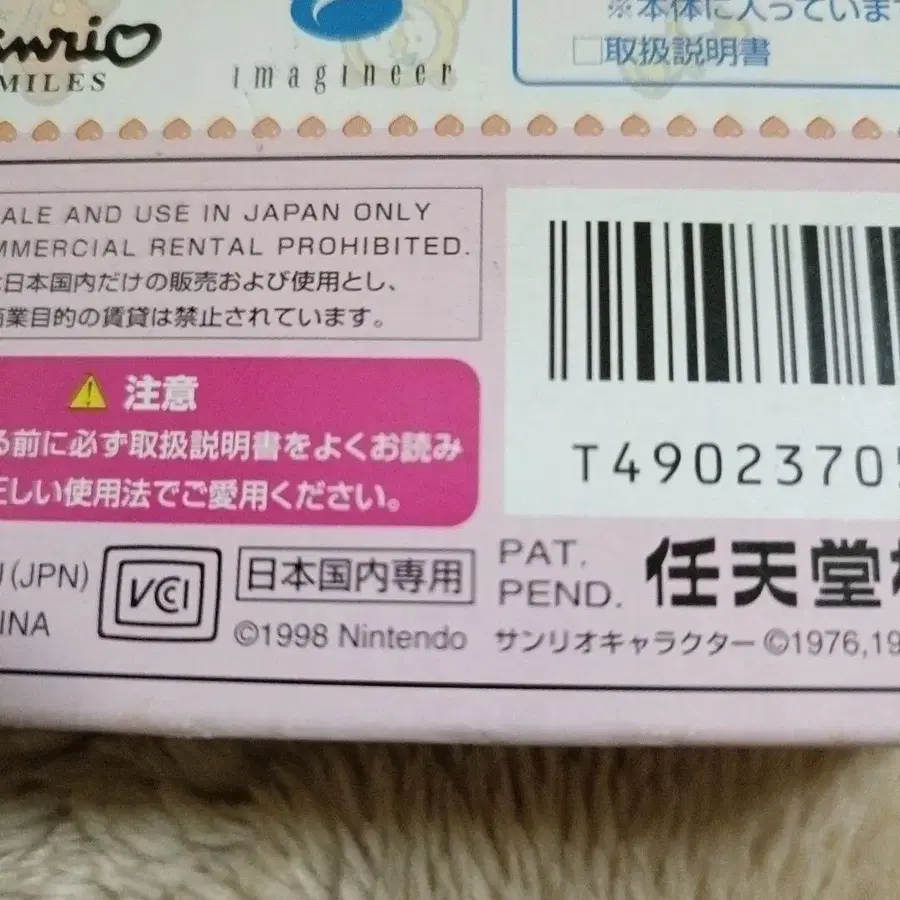 anrio
MILES
imagineer
※本体に入っていま
□取扱説明書
ALE AND USE IN JAPAN ONLY
MMERCIAL RENTAL PROHIBITED.
は日本国内だけの販売および使用とし、
商業目的の賃貸は禁止されています。
注意
る前に必ず取扱説明書をよくお読み
正しい使用法でご愛用ください。
T49023705
(JPN)
INA
VCI
日本国内専用
©1998 Nintendo
PAT.
PEND.
任天堂株
サンリオキャラクター ©1976,19